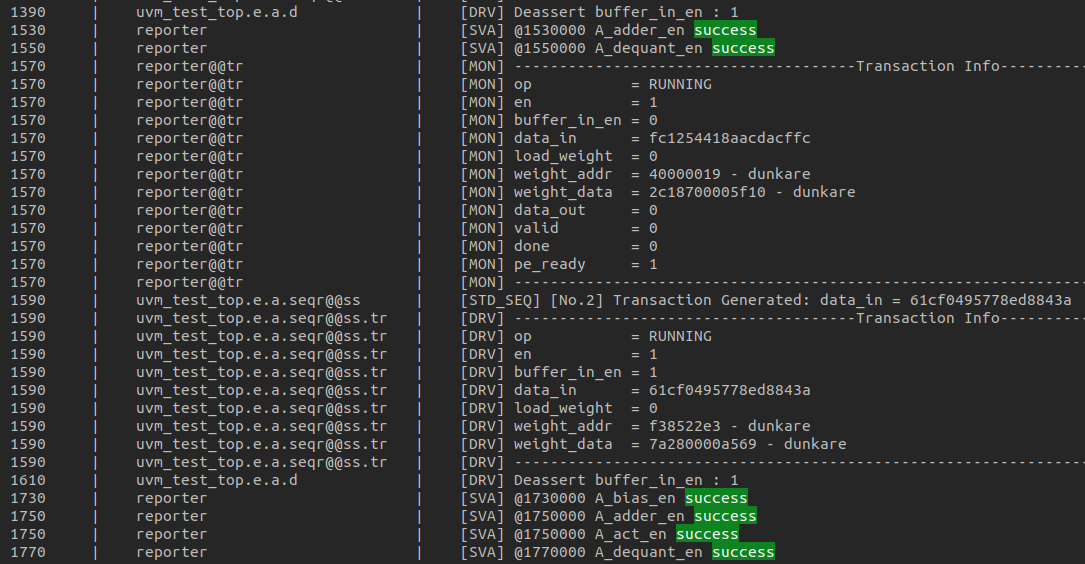 1390 | uvm_test_top.e.a.d | [DRV] Deassert buffer_in_en : 1
1530 | reporter | [SVA] @1530000 A_adder_en success
1550 | reporter | [SVA] @1550000 A_dequant_en success
1570 | reporter@@tr | [MON] --------------------------------------Transaction Info----------
1570 | reporter@@tr | [MON] op = RUNNING
1570 | reporter@@tr | [MON] en = 1
1570 | reporter@@tr | [MON] buffer_in_en = 0
1570 | reporter@@tr | [MON] data_in = fc1254418aacdacffc
1570 | reporter@@tr | [MON] load_weight = 0
1570 | reporter@@tr | [MON] weight_addr = 40000019 - dunkare
1570 | reporter@@tr | [MON] weight_data = 2c18700005f10 - dunkare
1570 | reporter@@tr | [MON] data_out = 0
1570 | reporter@@tr | [MON] valid = 0
1570 | reporter@@tr | [MON] done = 0
1570 | reporter@@tr | [MON] pe_ready = 1
1570 | reporter@@tr | [MON] ----------------------------------------------------------------
1590 | uvm_test_top.e.a.seqr@@ss | [STD_SEQ] [No.2] Transaction Generated: data_in = 61cf0495778ed8843a
1590 | uvm_test_top.e.a.seqr@@ss.tr | [DRV] --------------------------------------Transaction Info----------
1590 | uvm_test_top.e.a.seqr@@ss.tr | [DRV] op = RUNNING
1590 | uvm_test_top.e.a.seqr@@ss.tr | [DRV] en = 1
1590 | uvm_test_top.e.a.seqr@@ss.tr | [DRV] buffer_in_en = 1
1590 | uvm_test_top.e.a.seqr@@ss.tr | [DRV] data_in = 61cf0495778ed8843a
1590 | uvm_test_top.e.a.seqr@@ss.tr | [DRV] load_weight = 0
1590 | uvm_test_top.e.a.seqr@@ss.tr | [DRV] weight_addr = f38522e3 - dunkare
1590 | uvm_test_top.e.a.seqr@@ss.tr | [DRV] weight_data = 7a280000a569 - dunkare
1590 | uvm_test_top.e.a.seqr@@ss.tr | [DRV] ----------------------------------------------------------------
1610 | uvm_test_top.e.a.d | [DRV] Deassert buffer_in_en : 1
1730 | reporter | [SVA] @1730000 A_bias_en success
1750 | reporter | [SVA] @1750000 A_adder_en success
1750 | reporter | [SVA] @1750000 A_act_en success
1770 | reporter | [SVA] @1770000 A_dequant_en success